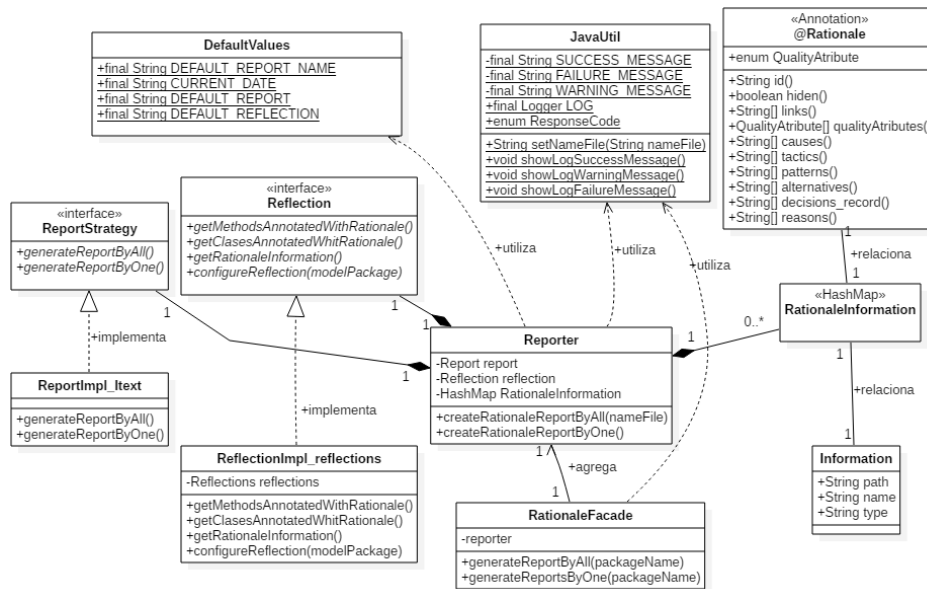 DefaultValues
+final String DEFAULT_REPORT_NAME
+final String CURRENT_DATE
+final String DEFAULT_REPORT
+final String DEFAULT_REFLECTION
JavaUtil
-final String SUCCESS_MESSAGE
-final String FAILURE_MESSAGE
-final String WARNING_MESSAGE
+final Logger LOG
+enum ResponseCode
+String setNameFile(String nameFile)
+void showLogSuccessMessage()
+void showLogWarningMessage()
+void showLogFailureMessage()
«Annotation»
@Rationale
+enum QualityAtribute
+String id()
+boolean hiden()
+String[] links()
+QualityAtribute[] qualityAtributes()
+String[] causes()
+String[] tactics()
+String[] patterns()
+String[] alternatives()
+String[] decisions_record()
+String[] reasons()
«interface»
ReportStrategy
+generateReportByAll()
+generateReportByOne()
«interface»
Reflection
+getMethodsAnnotatedWithRationale()
+getClasesAnnotatedWhitRationale()
+getRationaleInformation()
+configureReflection(modelPackage)
+utiliza
+utiliza
+utiliza
1
+relaciona
1
«HashMap»
RationaleInformation
1
1
1
0..*
1
1
+implementa
Reporter
-Report report
-Reflection reflection
-HashMap RationaleInformation
+createRationaleReportByAll(nameFile)
+createRationaleReportByOne()
1
+relaciona
1
ReportImpl_Itext
+generateReportByAll()
+generateReportByOne()
+implementa
ReflectionImpl_reflections
-Reflections reflections
+getMethodsAnnotatedWithRationale()
+getClasesAnnotatedWhitRationale()
+getRationaleInformation()
+configureReflection(modelPackage)
1
+agrega
1
RationaleFacade
-reporter
+generateReportByAll(packageName)
+generateReportsByOne(packageName)
Information
+String path
+String name
+String type